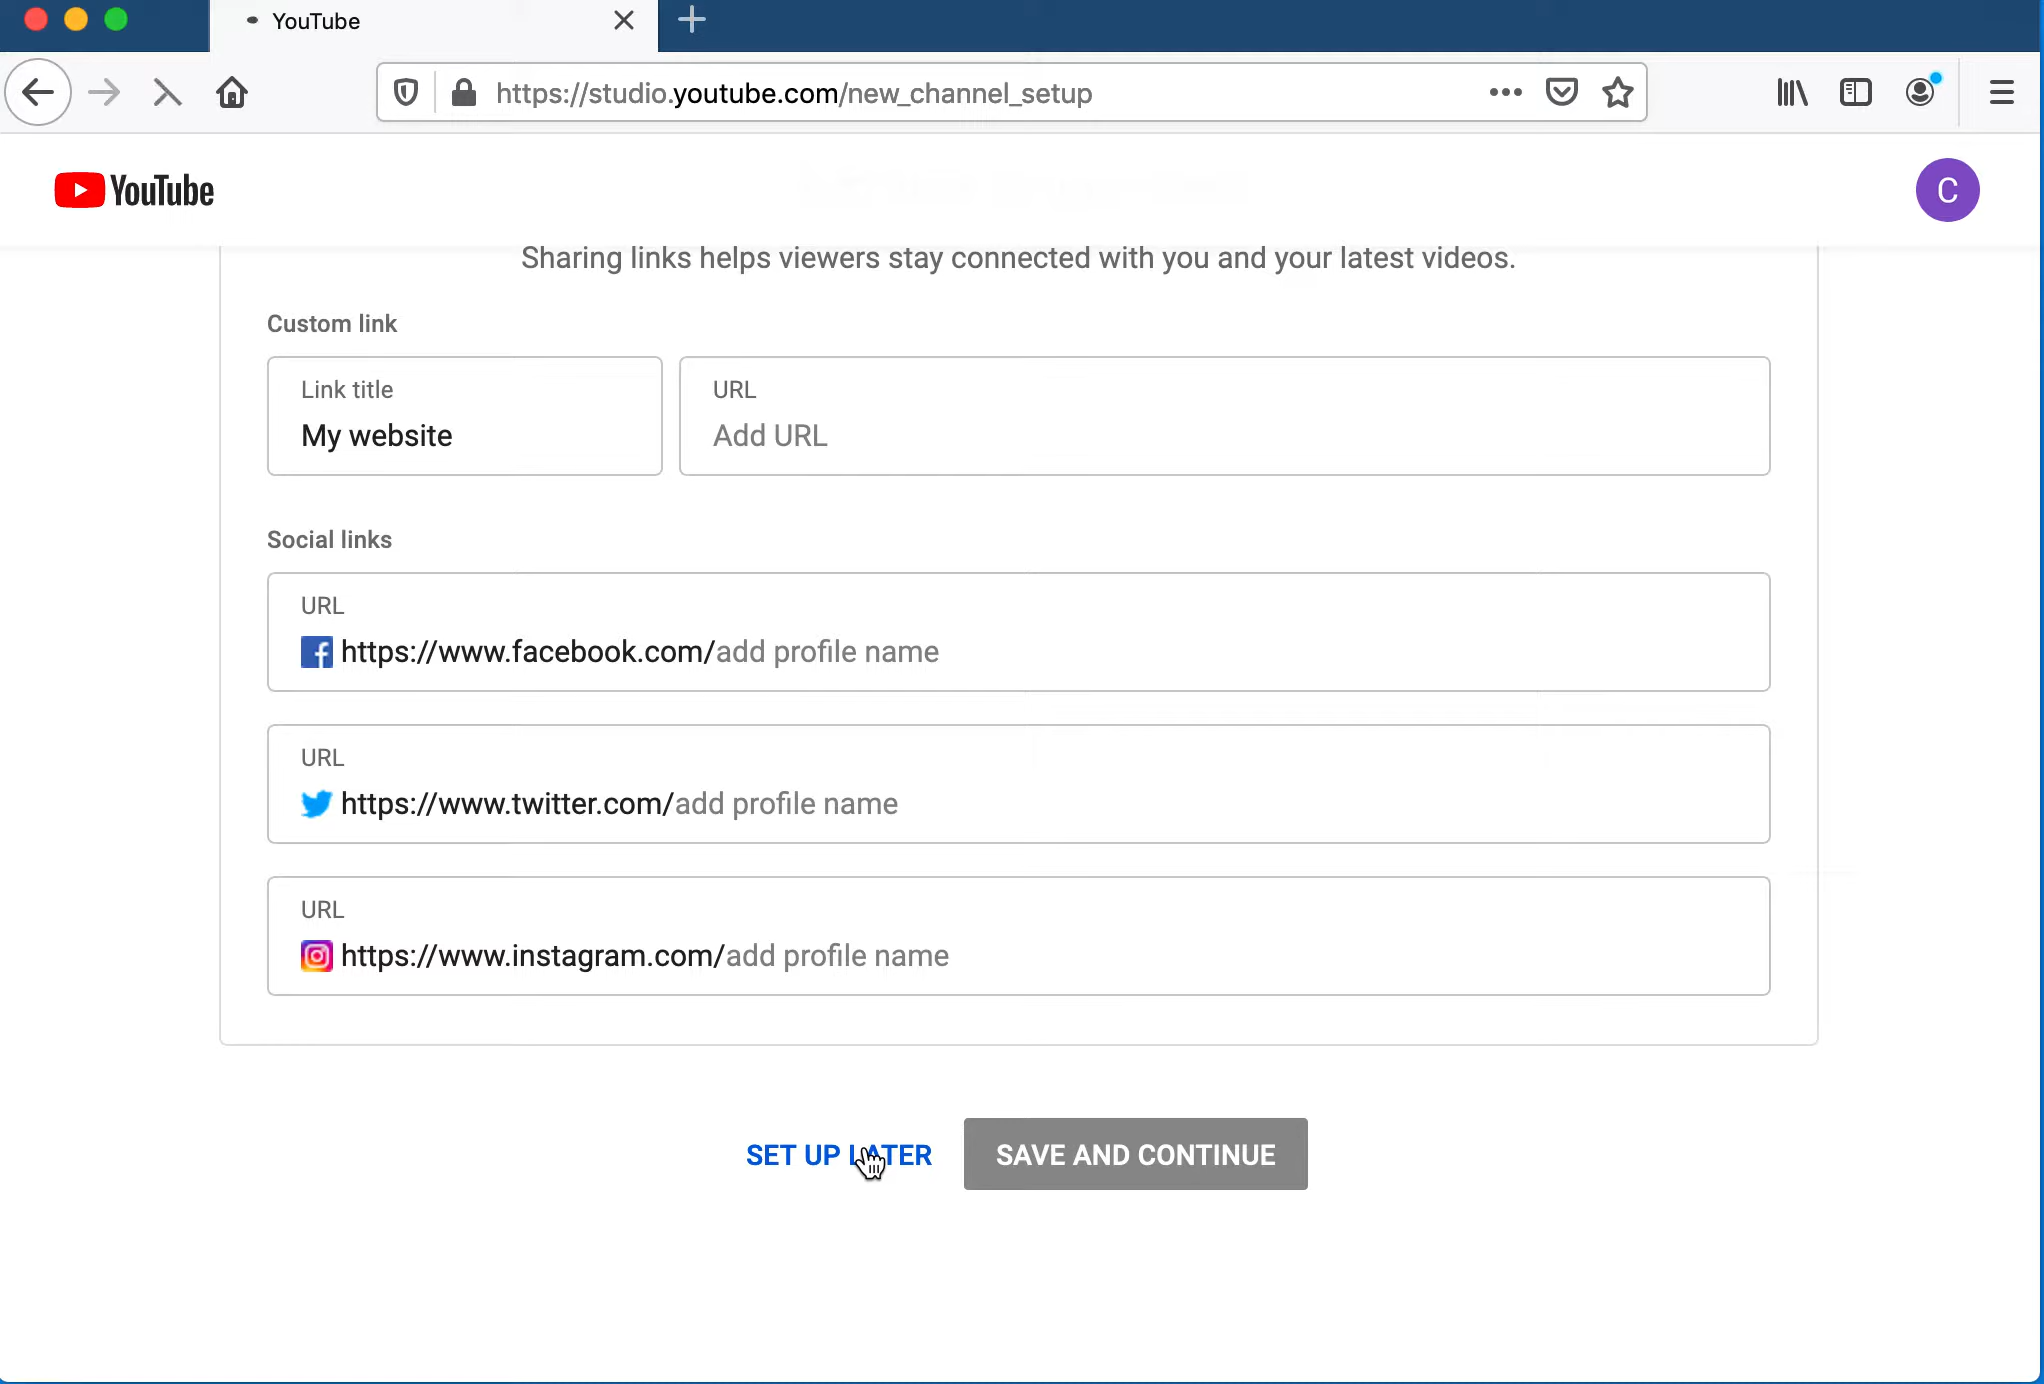 YouTube
https://studio.youtube.com/new_channel_setup
YouTube
C
Sharing links helps viewers stay connected with you and your latest videos.
Custom link
Link title
My website
URL
Add URL
Social links
URL
https://www.facebook.com/add profile name
URL
https://www.twitter.com/add profile name
URL
https://www.instagram.com/add profile name
SET UP LATER
SAVE AND CONTINUE